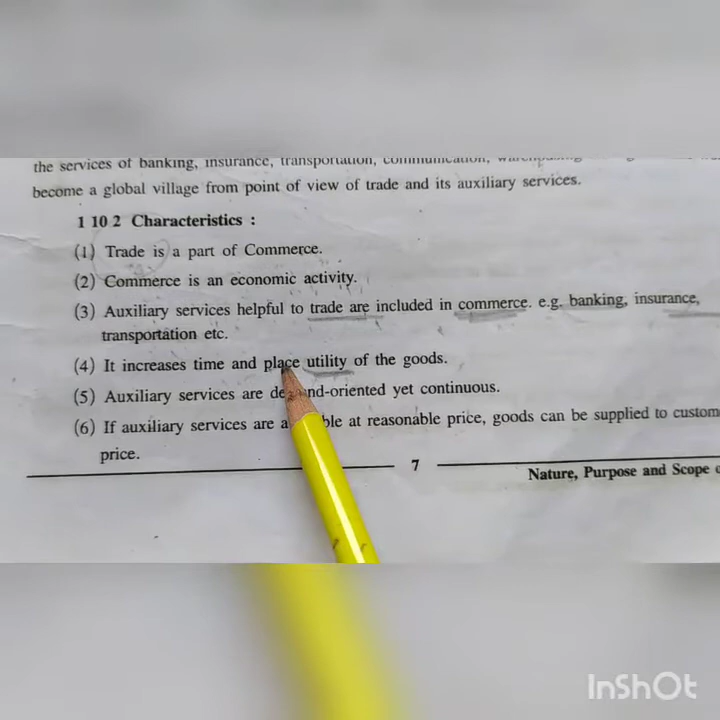 the services of banking, insurance, transportation, communication,
become a global village from point of view of trade and its auxiliary services.
1 10 2 Characteristics :
(1) Trade is a part of Commerce.
(2) Commerce is an economic activity.
(3) Auxiliary services helpful to trade are included in commerce. e.g. banking, insurance,
transportation etc.
(4) It increases time and place utility of the goods.
(5) Auxiliary services are demand-oriented yet continuous.
(6) If auxiliary services are a ble at reasonable price, goods can be supplied to custom
price.
7
Nature, Purpose and Scope
InShOt